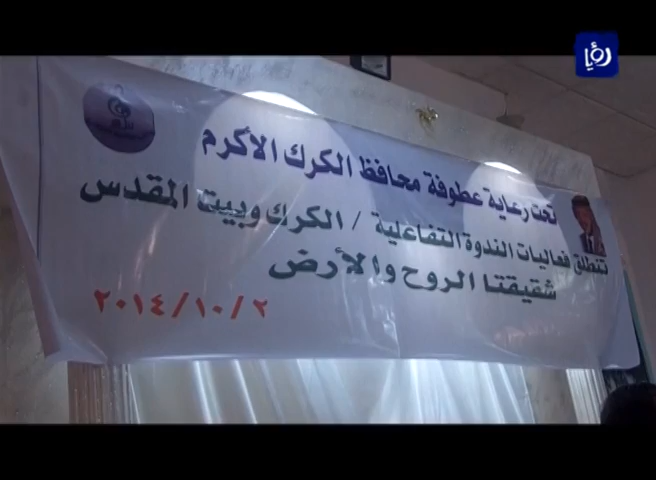 رؤيا
تحت رعاية عطوفة محافظ الكرك الأكرم
تنطلق فعاليات الندوة التفاعلية / الكرك وبيت المقدس
شقيقتا الروح والأرض
٢٠١٤/١٠/٢